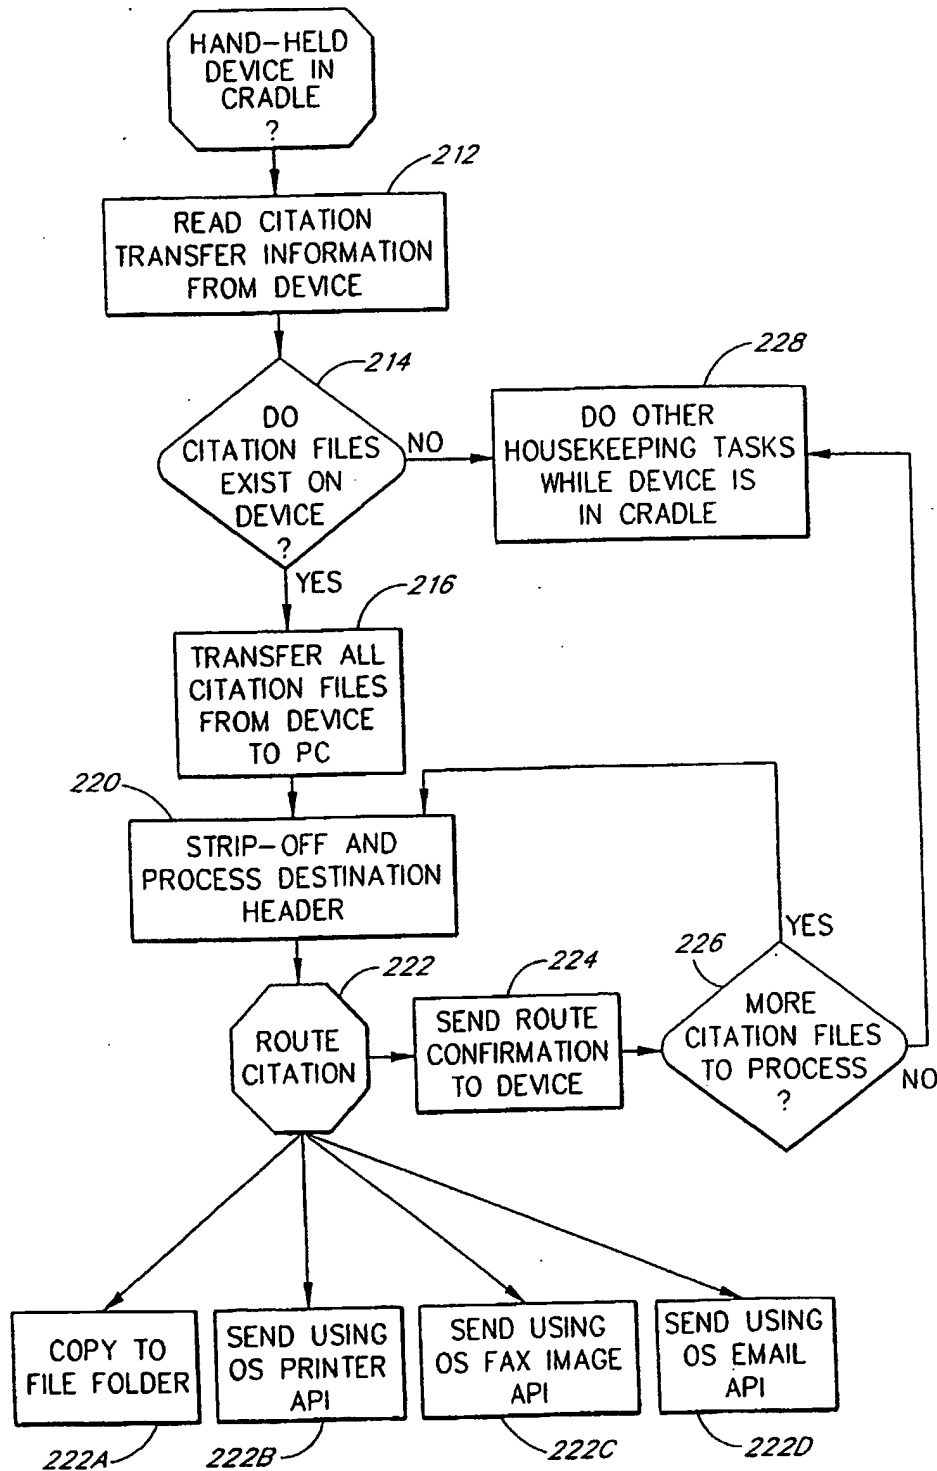 HAND-HELD
DEVICE IN
CRADLE
?
212
READ CITATION
TRANSFER INFORMATION
FROM DEVICE
214
DO
CITATION FILES
EXIST ON
DEVICE
?
NO
228
DO OTHER
HOUSEKEEPING TASKS
WHILE DEVICE IS
IN CRADLE
YES
216
TRANSFER ALL
CITATION FILES
FROM DEVICE
TO PC
220
STRIP-OFF AND
PROCESS DESTINATION
HEADER
222
ROUTE
CITATION
224
SEND ROUTE
CONFIRMATION
TO DEVICE
226
YES
MORE
CITATION FILES
TO PROCESS
?
NO
COPY TO
FILE FOLDER
222A
SEND USING
OS PRINTER
API
222B
SEND USING
OS FAX IMAGE
API
222C
SEND USING
OS EMAIL
API
222D